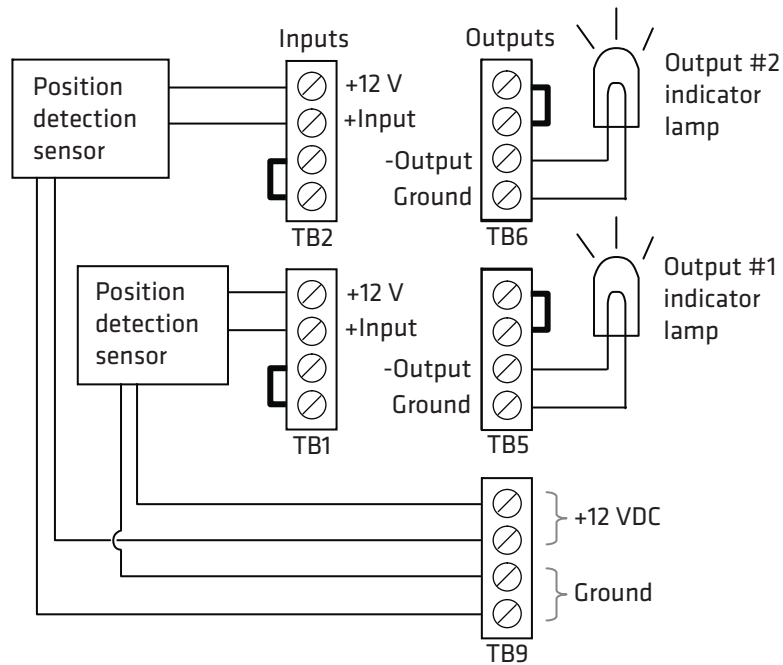 Inputs
Outputs
Position
detection
sensor
+12 V
+Input
TB2
-Output
Ground
TB6
Output #2
indicator
lamp
Position
detection
sensor
+12 V
+Input
TB1
-Output
Ground
TB5
Output #1
indicator
lamp
+12 VDC
Ground
TB9